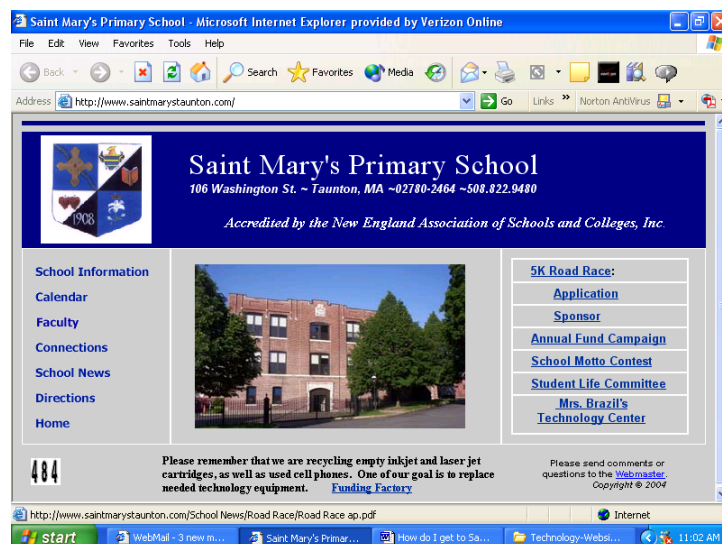 Saint Mary's Primary School - Microsoft Internet Explorer provided by Verizon Online
File Edit View Favorites Tools Help
Back Search Favorites Media
Address http://www.saintmarystaunton.com/ Go Links » Norton AntiVirus
Saint Mary's Primary School
106 Washington St. ~ Taunton, MA ~02780-2464 ~508.822.9480
Accredited by the New England Association of Schools and Colleges, Inc.
1908
School Information
Calendar
Faculty
Connections
School News
Directions
Home
5K Road Race:
Application
Sponsor
Annual Fund Campaign
School Motto Contest
Student Life Committee
Mrs. Brazil's
Technology Center
484
Please remember that we are recycling empty inkjet and laser jet
cartridges, as well as used cell phones. One of our goal is to replace
needed technology equipment. Funding Factory
Please send comments or
questions to the Webmaster.
Copyright © 2004
http://www.saintmarystaunton.com/School News/Road Race/Road Race ap.pdf Internet
start WebMail - 3 new m... Saint Mary's Primar... How do I get to Sa... Technology-Websi... 11:02 AM